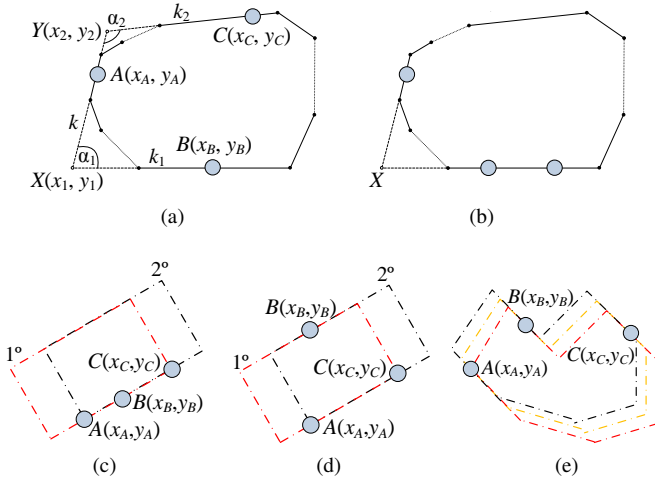 Y(x2, y2)
α2
k2
C(xC, yC)
A(xA, yA)
k
α1
k1
B(xB, yB)
X(x1, y1)
(a)
X
(b)
1º
2º
C(xC,yC)
B(xB,yB)
A(xA,yA)
(c)
1º
2º
B(xB,yB)
C(xC,yC)
A(xA,yA)
(d)
B(xB,yB)
C(xC,yC)
A(xA,yA)
(e)